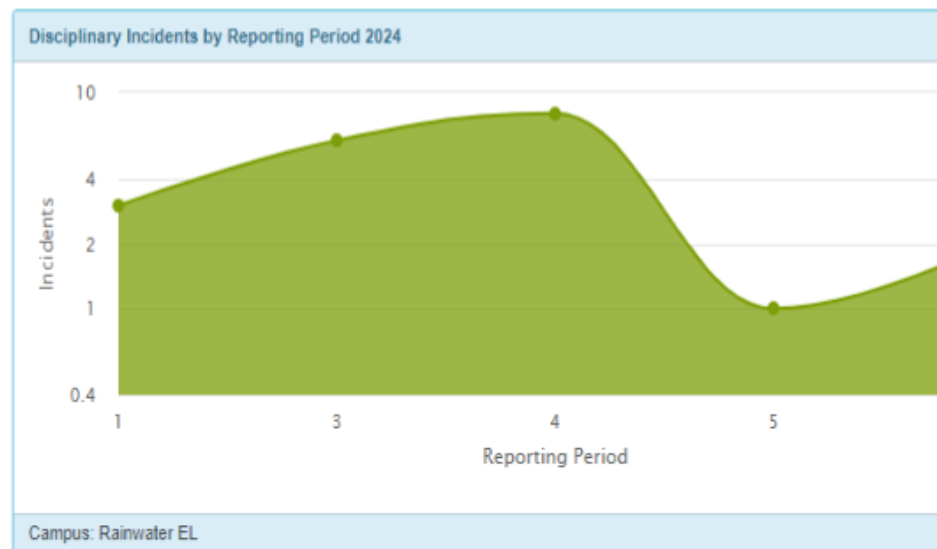 Disciplinary Incidents by Reporting Period 2024
10
4
2
1
0.4
Incidents
1 3 4 5
Reporting Period
Campus: Rainwater EL